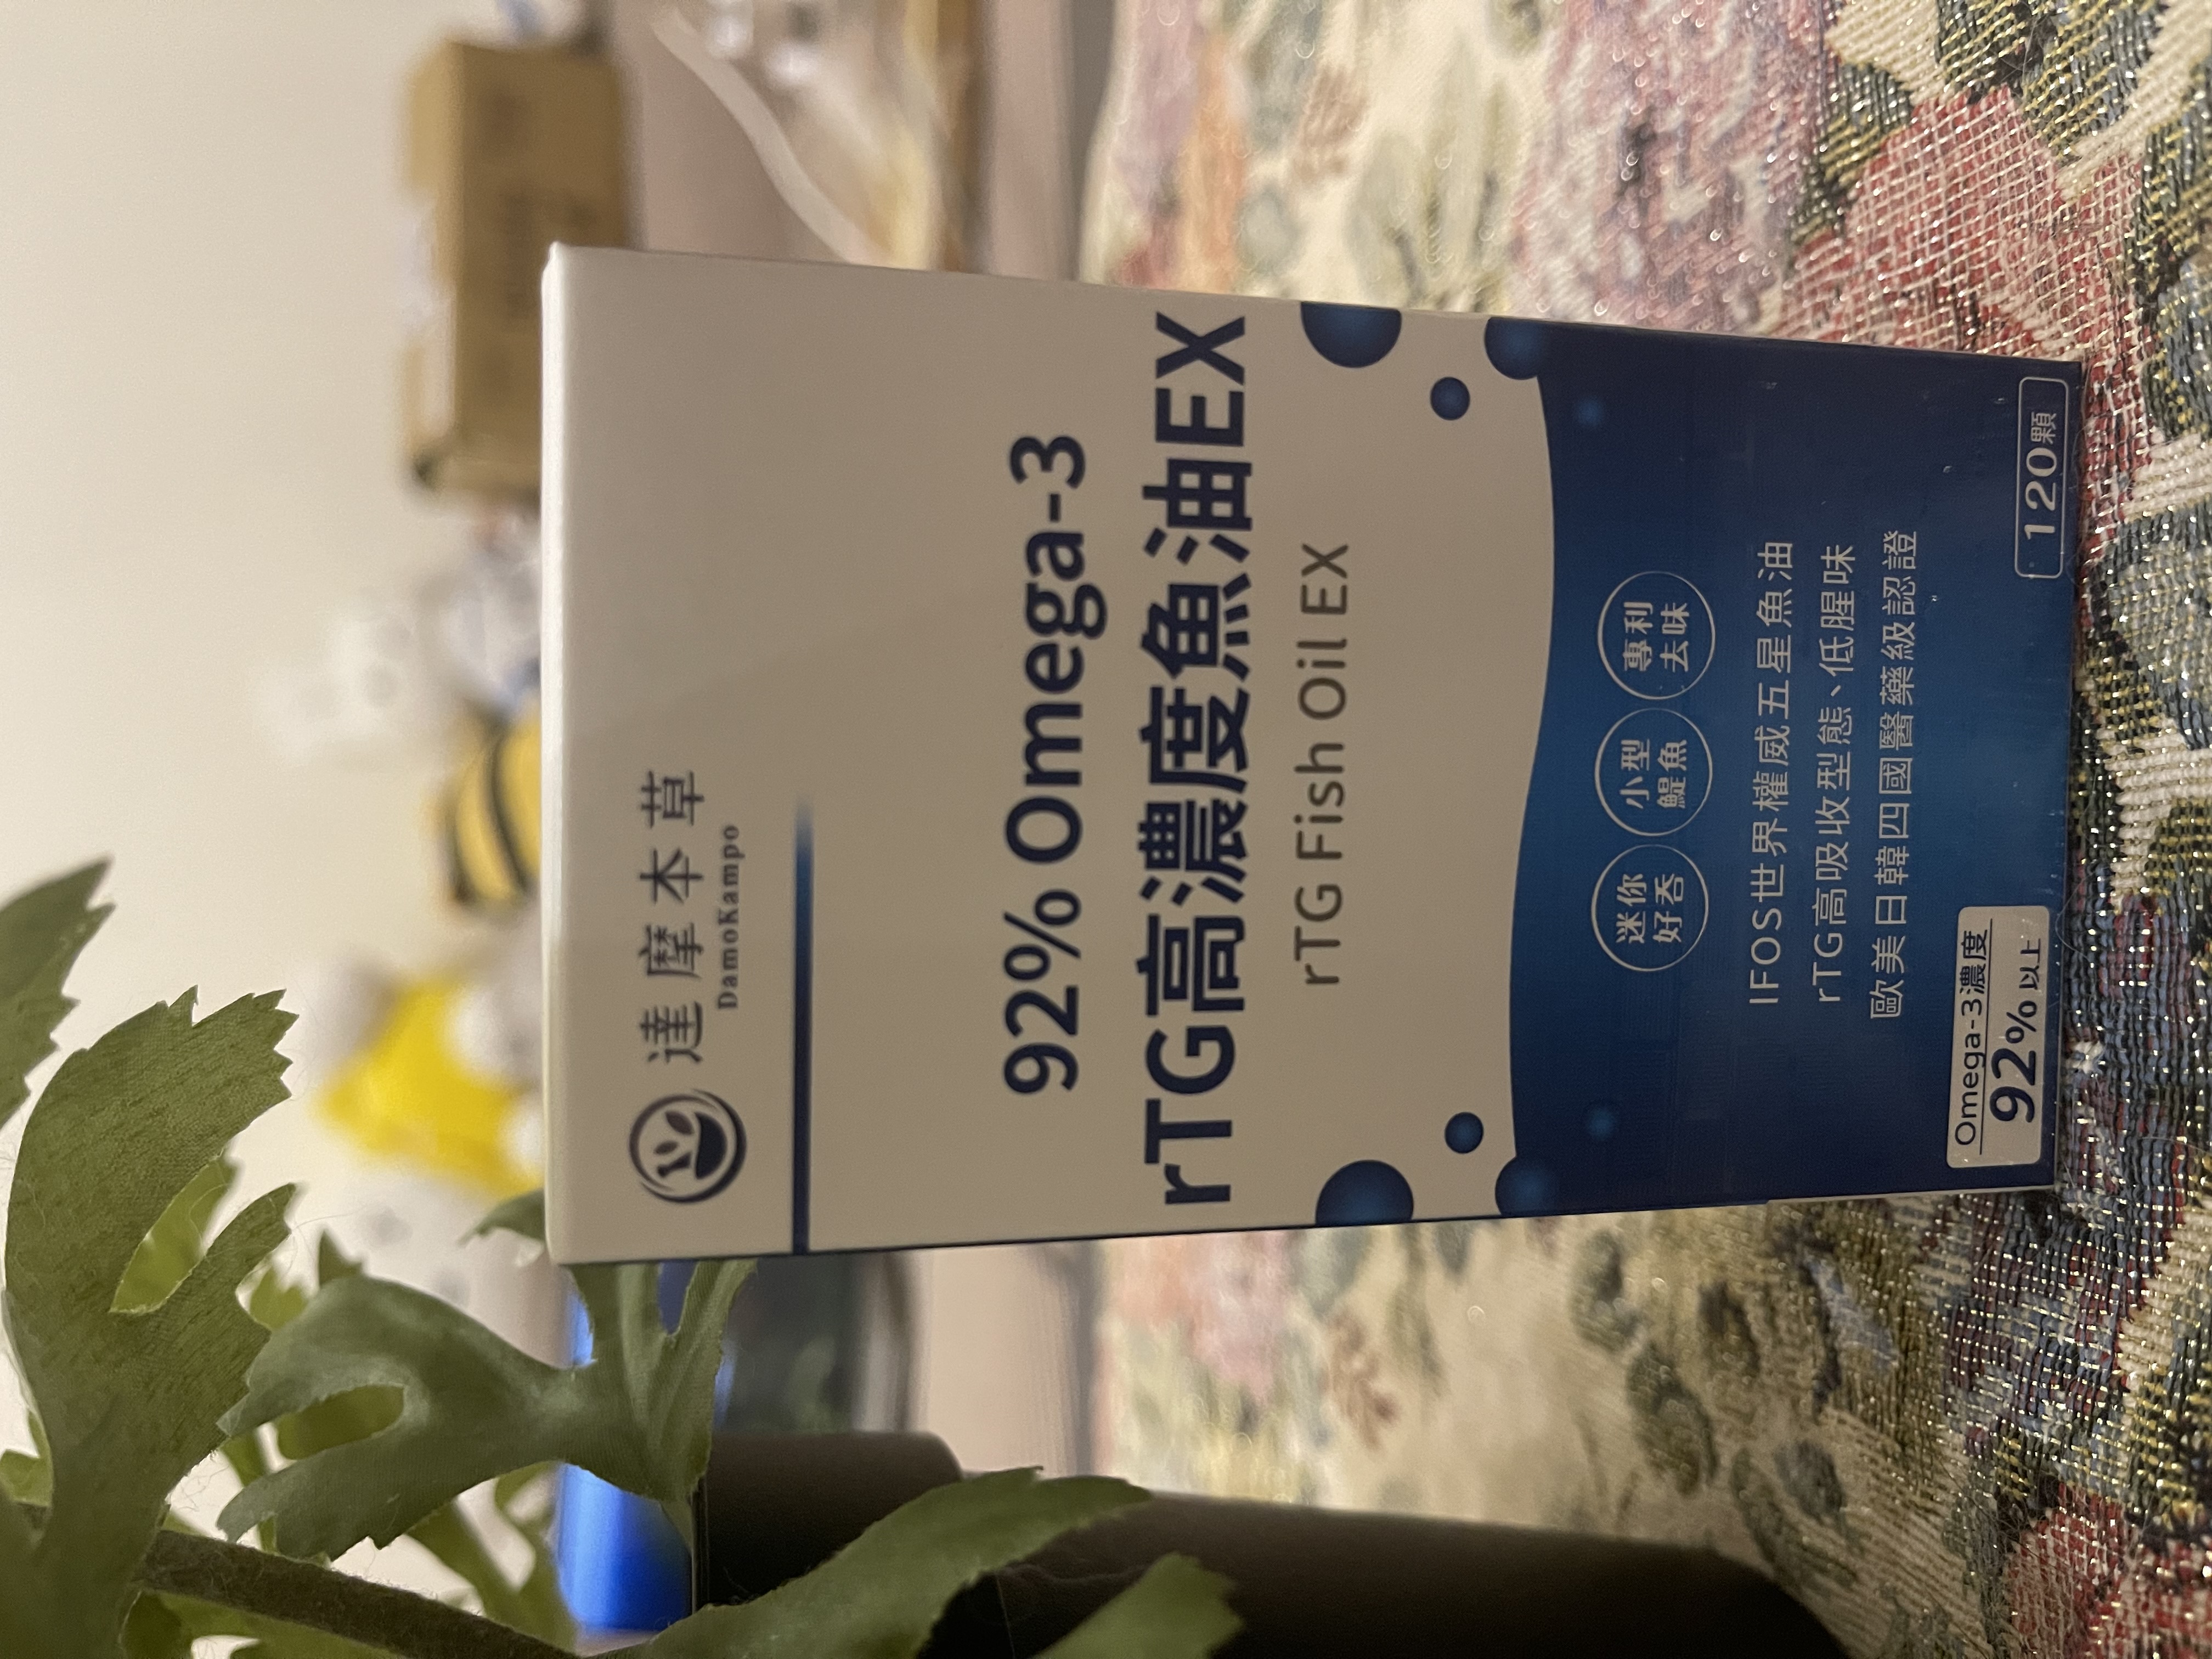 達摩本草
DamoKampo
92% Omega-3
rTG高濃度魚油EX
rTG Fish Oil EX
迷你
好吞
小型
鯷魚
專利
去味
IFOS世界權威五星魚油
rTG高吸收型態、低腥味
歐美日韓四國醫藥級認證
Omega-3濃度
92%以上
120顆